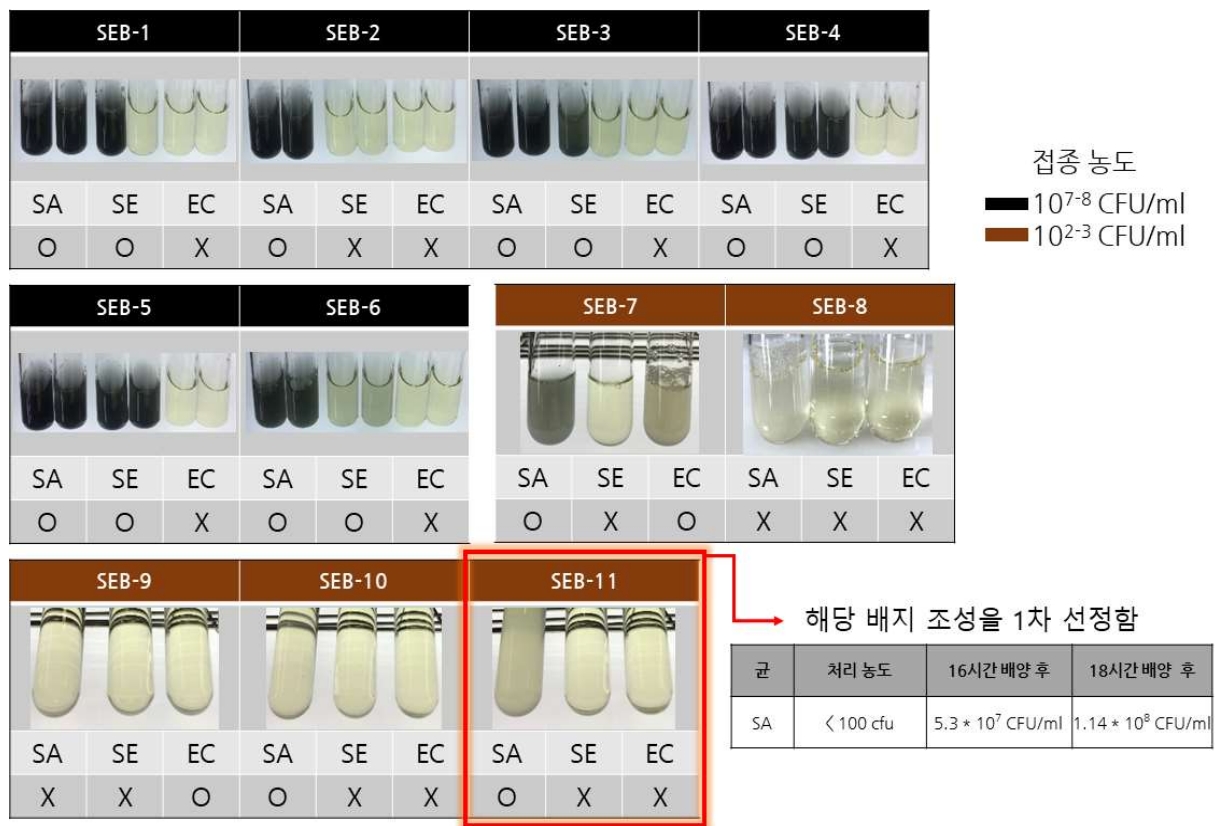 SEB-1 SEB-2 SEB-3 SEB-4
SA SE EC SA SE EC SA SE EC SA SE EC
O O X O X X O O X O O X
접종 농도
10⁷⁻⁸ CFU/ml
10²⁻³ CFU/ml
SEB-5 SEB-6 SEB-7 SEB-8
SA SE EC SA SE EC SA SE EC SA SE EC
O O X O O X O X O X X X
SEB-9 SEB-10 SEB-11
SA SE EC SA SE EC SA SE EC
X X O O X X O X X
해당 배지 조성을 1차 선정함
균 처리 농도 16시간 배양 후 18시간 배양 후
SA < 100 cfu 5.3 * 10⁷ CFU/ml 1.14 * 10⁸ CFU/ml